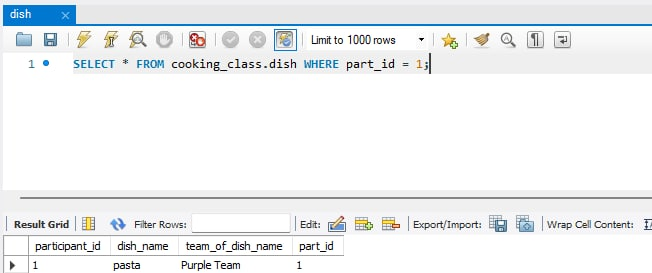 dish
Limit to 1000 rows
1 SELECT * FROM cooking_class.dish WHERE part_id = 1;
Result Grid Filter Rows: Edit: Export/Import: Wrap Cell Content:
participant_id dish_name team_of_dish_name part_id
1 pasta Purple Team 1